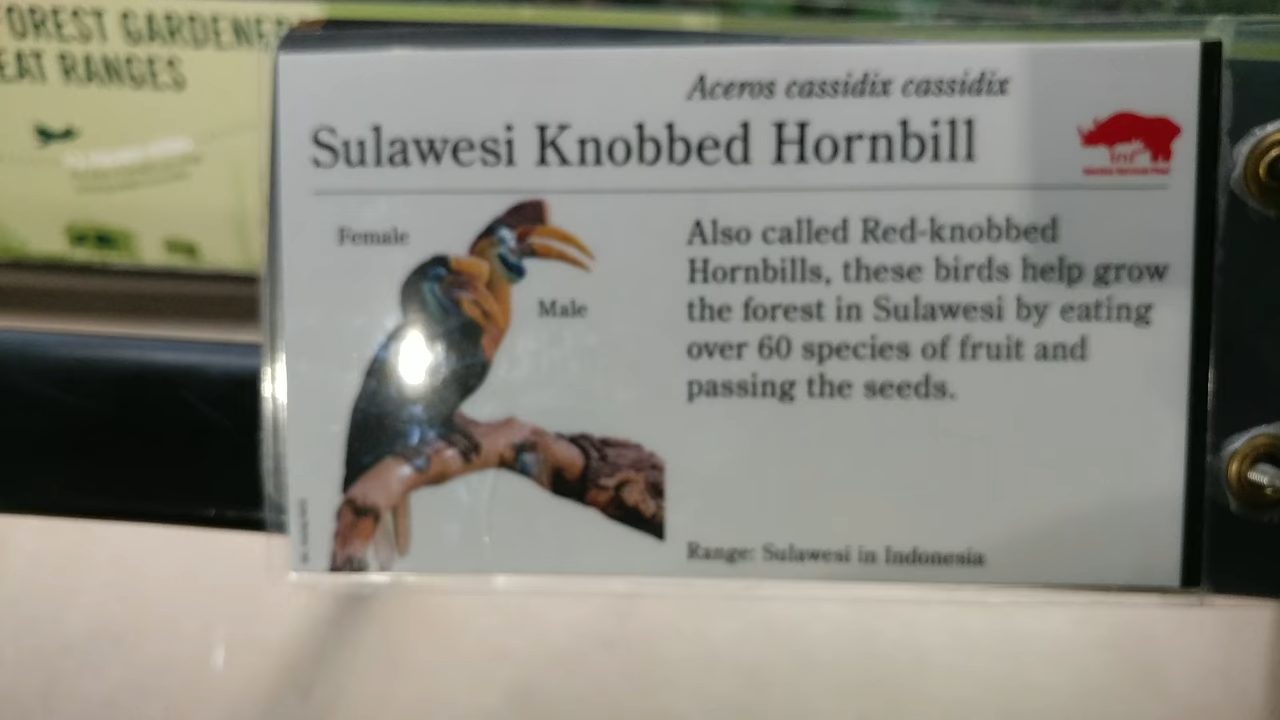 FOREST GARDENER
EAT RANGES
Aceros cassidix cassidix
Sulawesi Knobbed Hornbill
Female
Male
Also called Red-knobbed
Hornbills, these birds help grow
the forest in Sulawesi by eating
over 60 species of fruit and
passing the seeds.
Range: Sulawesi in Indonesia